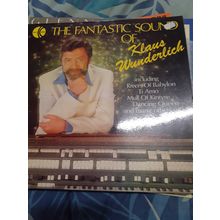 THE FANTASTIC SOUND
OF
Klaus
Wunderlich
including
Rivers Of Babylon
Ti Amo
Mull Of Kintyre
Dancing Queen